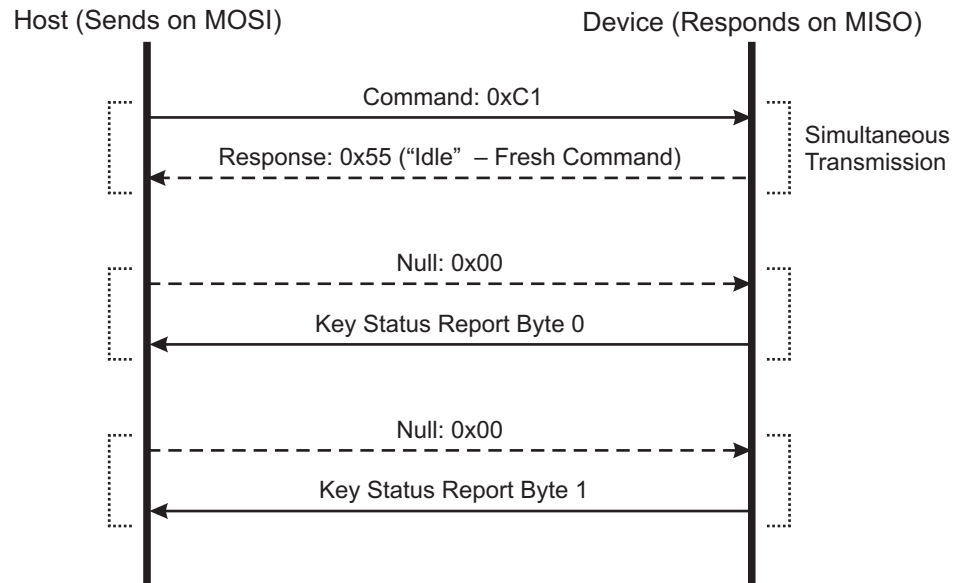 Host (Sends on MOSI)
Device (Responds on MISO)
Command: 0xC1
Response: 0x55 (“Idle” – Fresh Command)
Simultaneous
Transmission
Null: 0x00
Key Status Report Byte 0
Null: 0x00
Key Status Report Byte 1